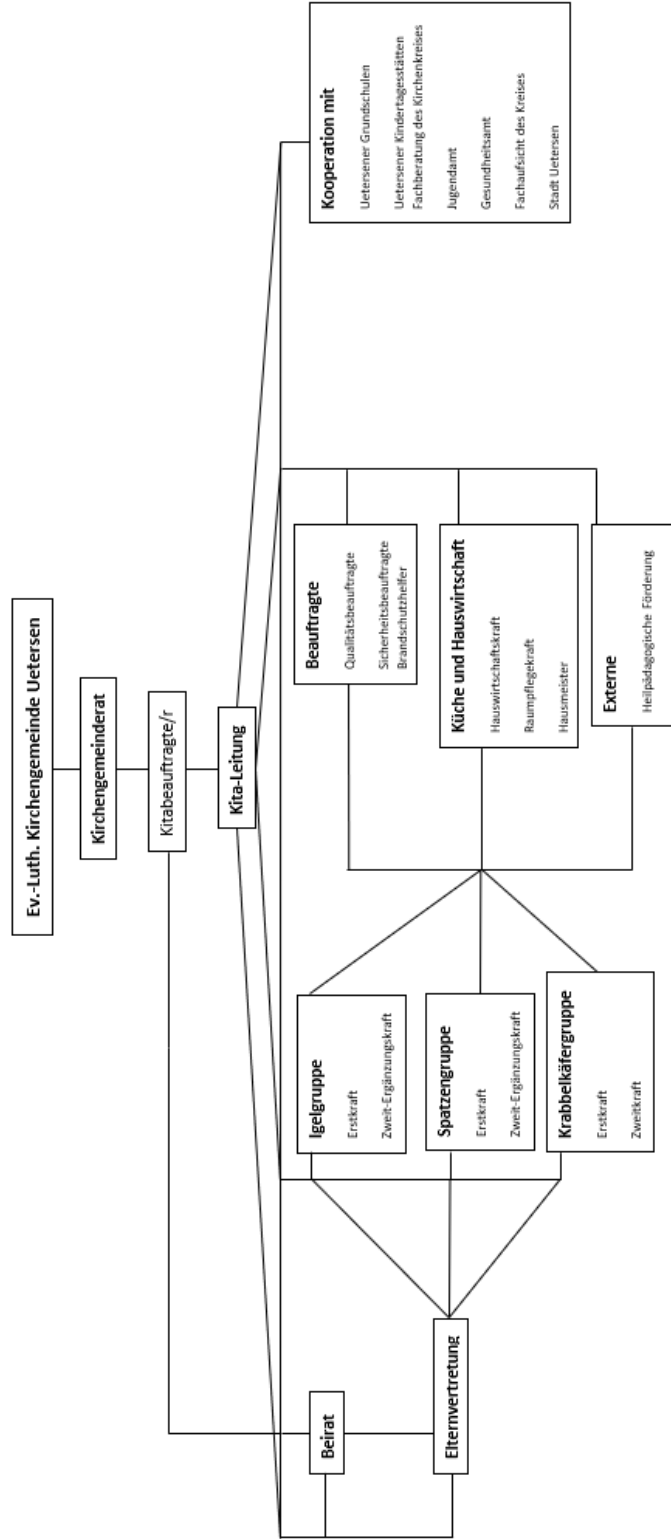 Ev.-Luth. Kirchengemeinde Uetersen
Kirchengemeinderat
Kitabeauftragte/r
Kita-Leitung
Beirat
Elternvertretung
Igelgruppe
Erstkraft
Zweit-Ergänzungskraft
Spatzengruppe
Erstkraft
Zweit-Ergänzungskraft
Krabbelkäfergruppe
Erstkraft
Zweitkraft
Beauftragte
Qualitätsbeauftragte
Sicherheitsbeauftragte
Brandschutzhelfer
Küche und Hauswirtschaft
Hauswirtschaftskraft
Raumpflegekraft
Hausmeister
Externe
Heilpädagogische Förderung
Kooperation mit
Uetersener Grundschulen
Uetersener Kindertagesstätten
Fachberatung des Kirchenkreises
Jugendamt
Gesundheitsamt
Fachaufsicht des Kreises
Stadt Uetersen